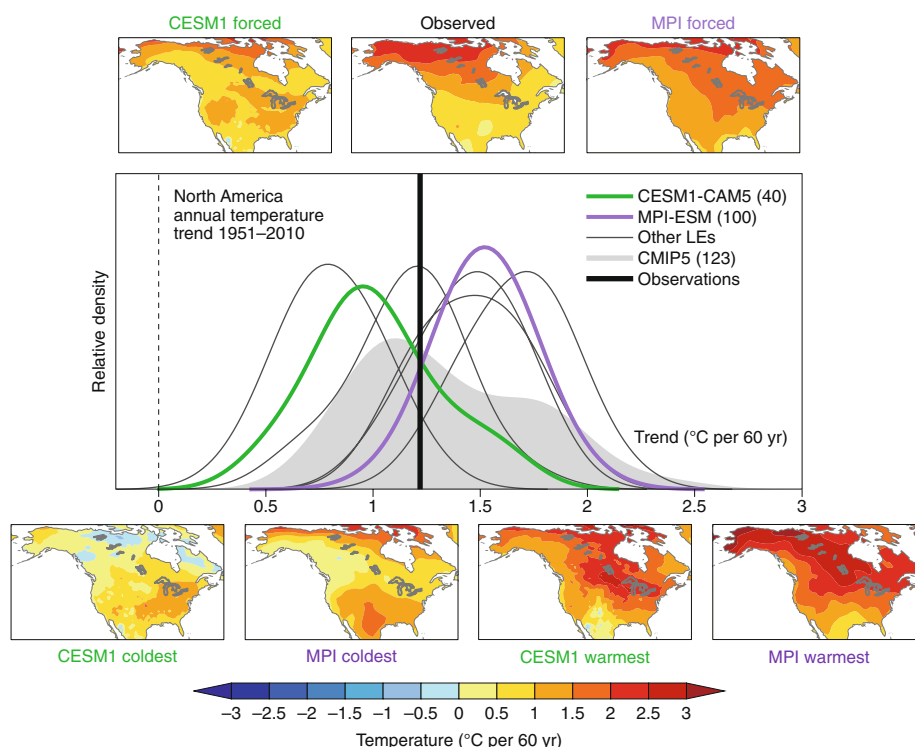 CESM1 forced
Observed
MPI forced
North America
annual temperature
trend 1951–2010
CESM1-CAM5 (40)
MPI-ESM (100)
Other LEs
CMIP5 (123)
Observations
Relative density
Trend (°C per 60 yr)
0 0.5 1 1.5 2 2.5 3
CESM1 coldest
MPI coldest
CESM1 warmest
MPI warmest
−3 −2.5 −2 −1.5 −1 −0.5 0 0.5 1 1.5 2 2.5 3
Temperature (°C per 60 yr)